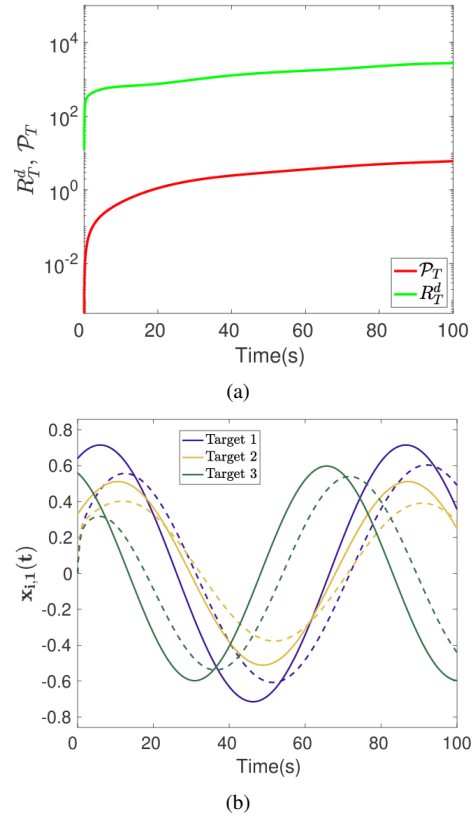 10^4
10^2
10^0
10^-2
R_T^d, 𝒫_T
𝒫_T
R_T^d
0 20 40 60 80 100
Time(s)
(a)
0.8
0.6
0.4
0.2
0
-0.2
-0.4
-0.6
-0.8
x_{i,1}(t)
Target 1
Target 2
Target 3
0 20 40 60 80 100
Time(s)
(b)